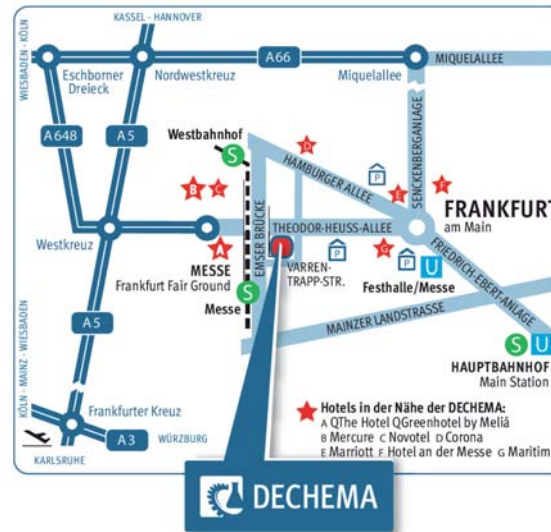 KASSEL - HANNOVER
WIESBADEN - KÖLN
A66
MIQUELALLEE
Eschborner
Dreieck
Nordwestkreuz
Miquelallee
A648
A5
Westbahnhof
S
D
HAMBURGER ALLEE
SENCKENBERGANLAGE
P
B
C
E
F
EMSER BRÜCKE
THEODOR-HEUSS-ALLEE
FRANKFURT
am Main
Westkreuz
A
G
P
P
U
FRIEDRICH-EBERT-ANLAGE
MESSE
Frankfurt Fair Ground
VARREN-
TRAPP-STR.
Festhalle/Messe
Messe
S
A5
MAINZER LANDSTRASSE
S U
HAUPTBAHNHOF
Main Station
KÖLN - MAINZ - WIESBADEN
Frankfurter Kreuz
A3
WÜRZBURG
KARLSRUHE
Hotels in der Nähe der DECHEMA:
A QThe Hotel QGreenhotel by Meliã
B Mercure C Novotel D Corona
E Marriott F Hotel an der Messe G Maritim
DECHEMA